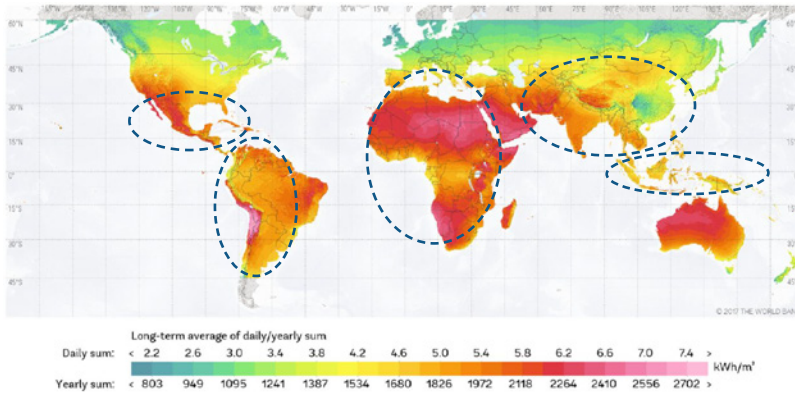 60°N
45°N
30°N
15°N
0°
15°S
30°S
45°S
© 2017 THE WORLD BAN
Long-term average of daily/yearly sum
Daily sum: < 2.2 2.6 3.0 3.4 3.8 4.2 4.6 5.0 5.4 5.8 6.2 6.6 7.0 7.4 >
kWh/m²
Yearly sum: < 803 949 1095 1241 1387 1534 1680 1826 1972 2118 2264 2410 2556 2702 >